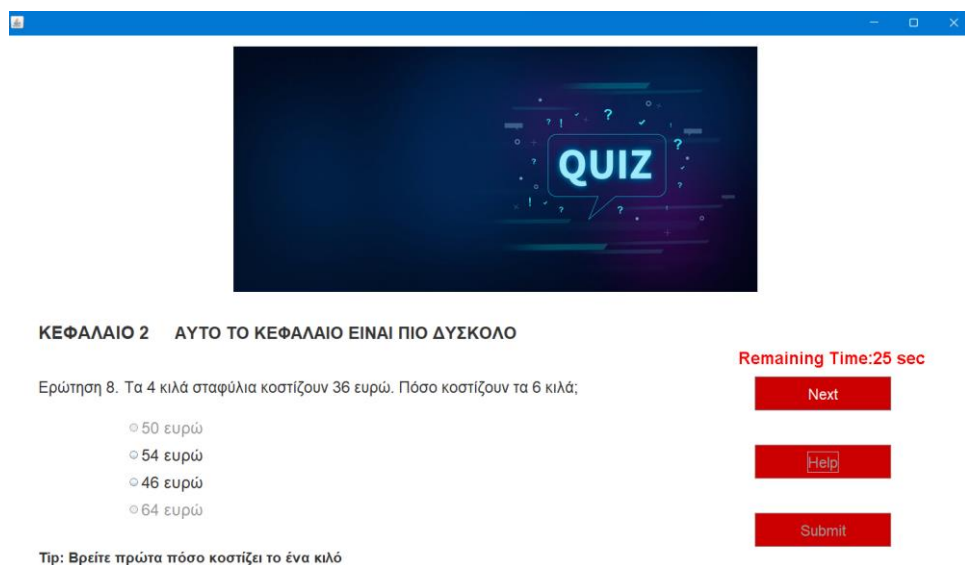 QUIZ
ΚΕΦΑΛΑΙΟ 2 ΑΥΤΟ ΤΟ ΚΕΦΑΛΑΙΟ ΕΙΝΑΙ ΠΙΟ ΔΥΣΚΟΛΟ
Remaining Time:25 sec
Ερώτηση 8. Τα 4 κιλά σταφύλια κοστίζουν 36 ευρώ. Πόσο κοστίζουν τα 6 κιλά;
Next
50 ευρώ
54 ευρώ
Help
46 ευρώ
64 ευρώ
Submit
Tip: Βρείτε πρώτα πόσο κοστίζει το ένα κιλό